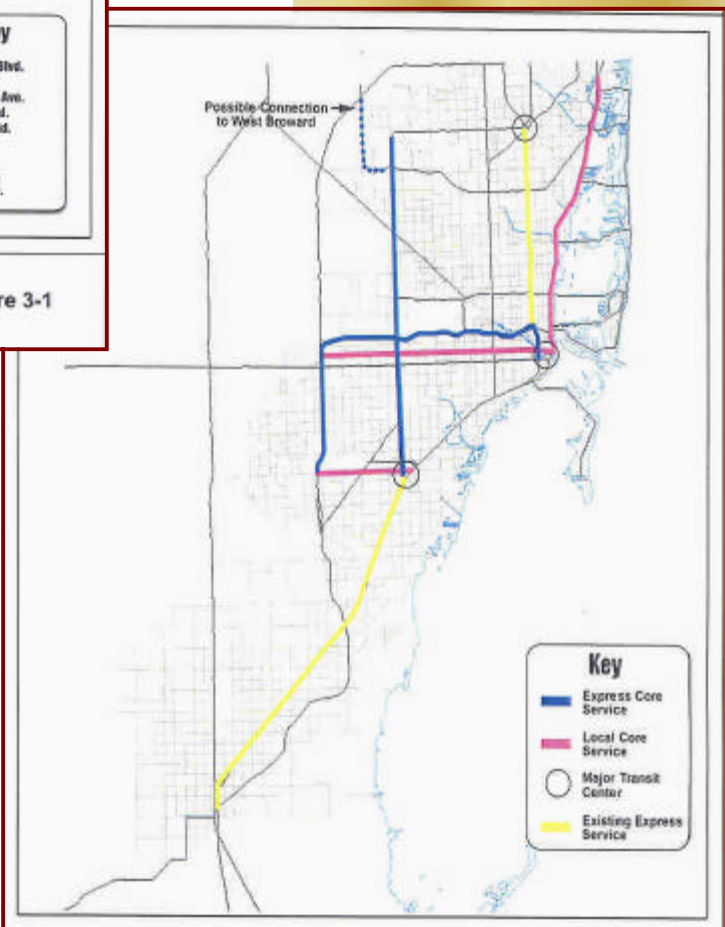 y
Blvd.
Ave.
d.
d.
re 3-1
Possible Connection
to West Broward
Key
Express Core
Service
Local Core
Service
Major Transit
Center
Existing Express
Service